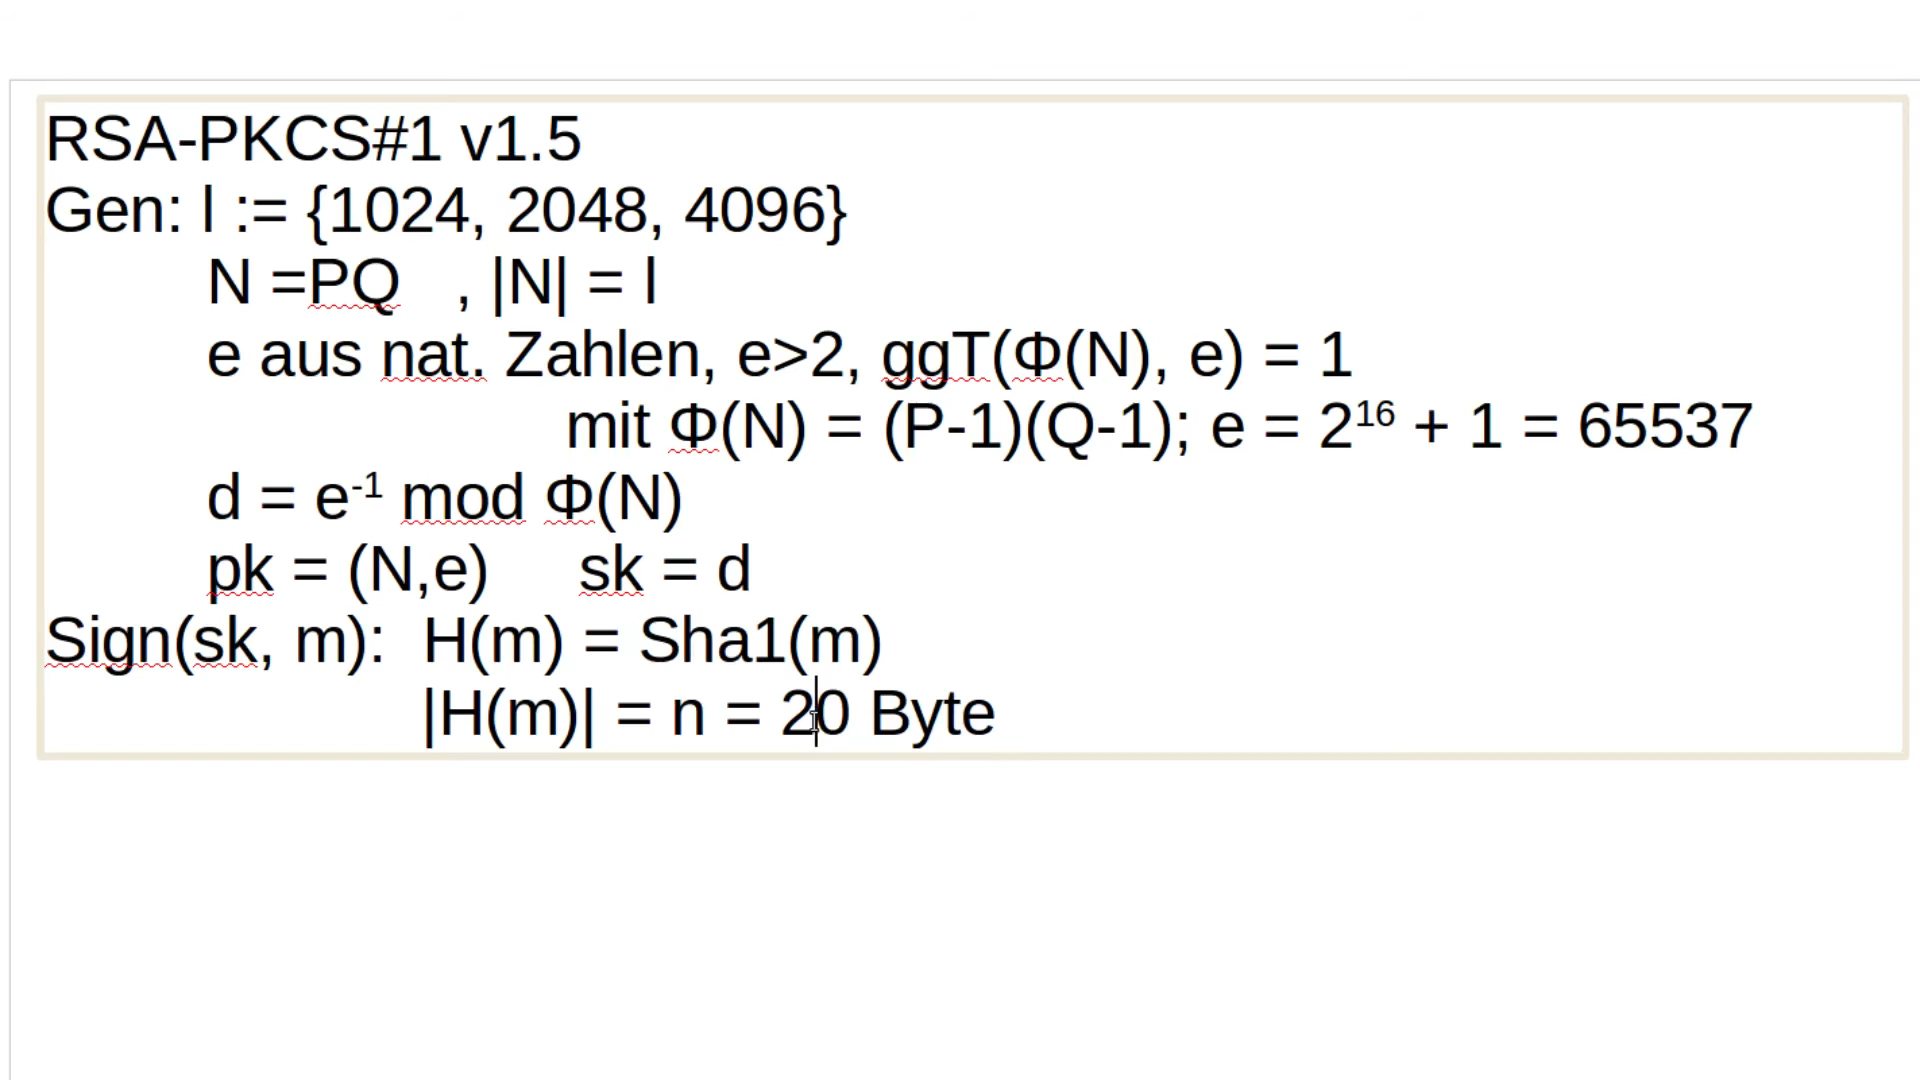 RSA-PKCS#1 v1.5
Gen: l := {1024, 2048, 4096}
N =PQ , |N| = l
e aus nat. Zahlen, e>2, ggT(Φ(N), e) = 1
mit Φ(N) = (P-1)(Q-1); e = 2¹⁶ + 1 = 65537
d = e⁻¹ mod Φ(N)
pk = (N,e) sk = d
Sign(sk, m): H(m) = Sha1(m)
|H(m)| = n = 20 Byte